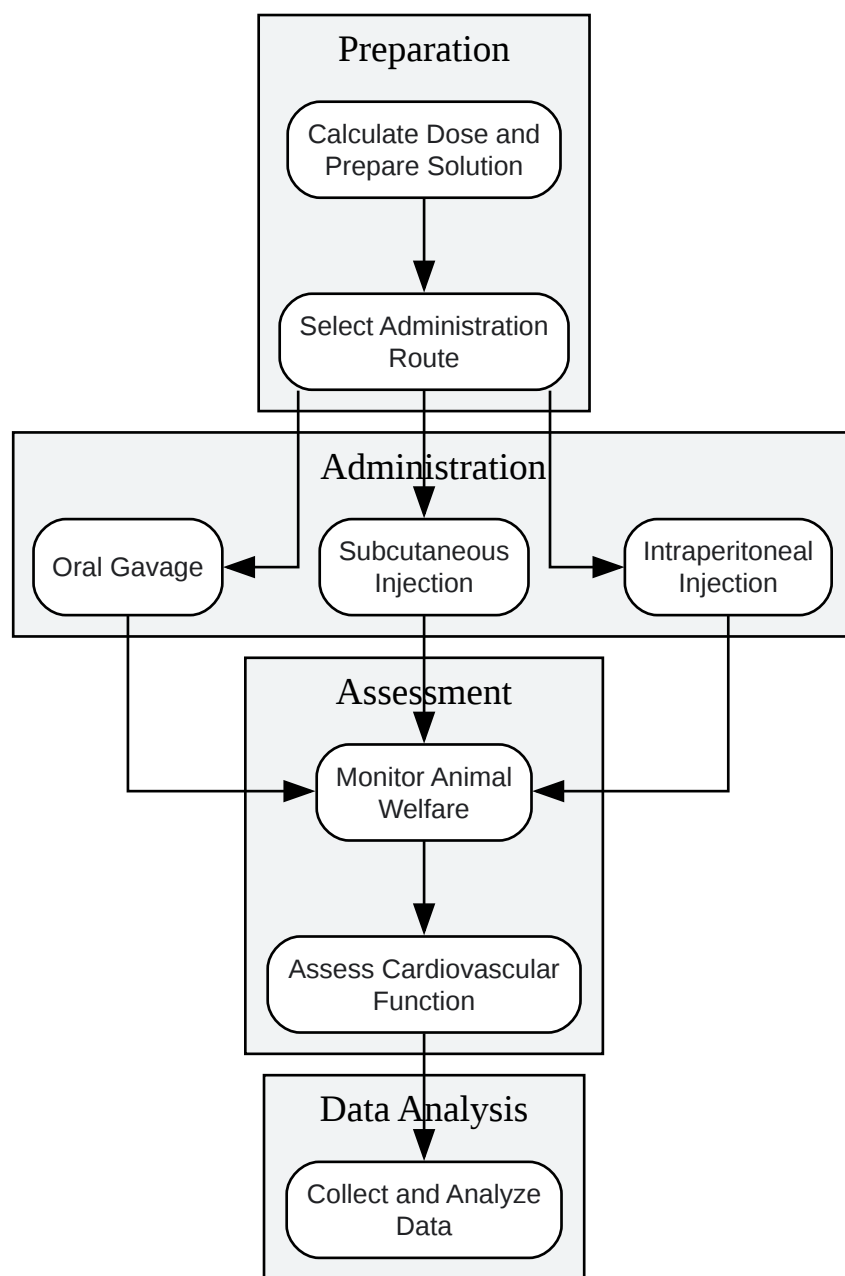 Preparation
Calculate Dose and
Prepare Solution
Select Administration
Route
Administration
Oral Gavage
Subcutaneous
Injection
Intraperitoneal
Injection
Assessment
Monitor Animal
Welfare
Assess Cardiovascular
Function
Data Analysis
Collect and Analyze
Data